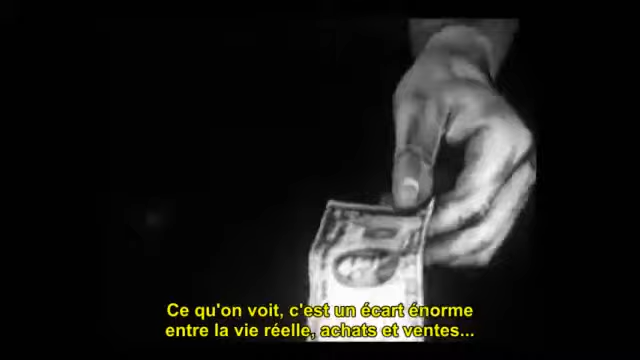 Ce qu'on voit, c'est un écart énorme
entre la vie réelle, achats et ventes...